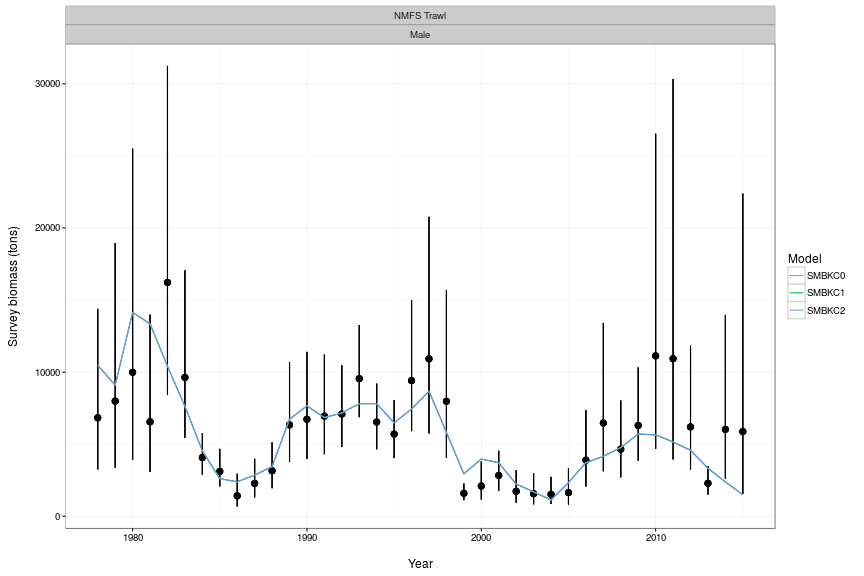 NMFS Trawl
Male
30000
20000
10000
0
Survey biomass (tons)
1980
1990
2000
2010
Year
Model
SMBKC0
SMBKC1
SMBKC2